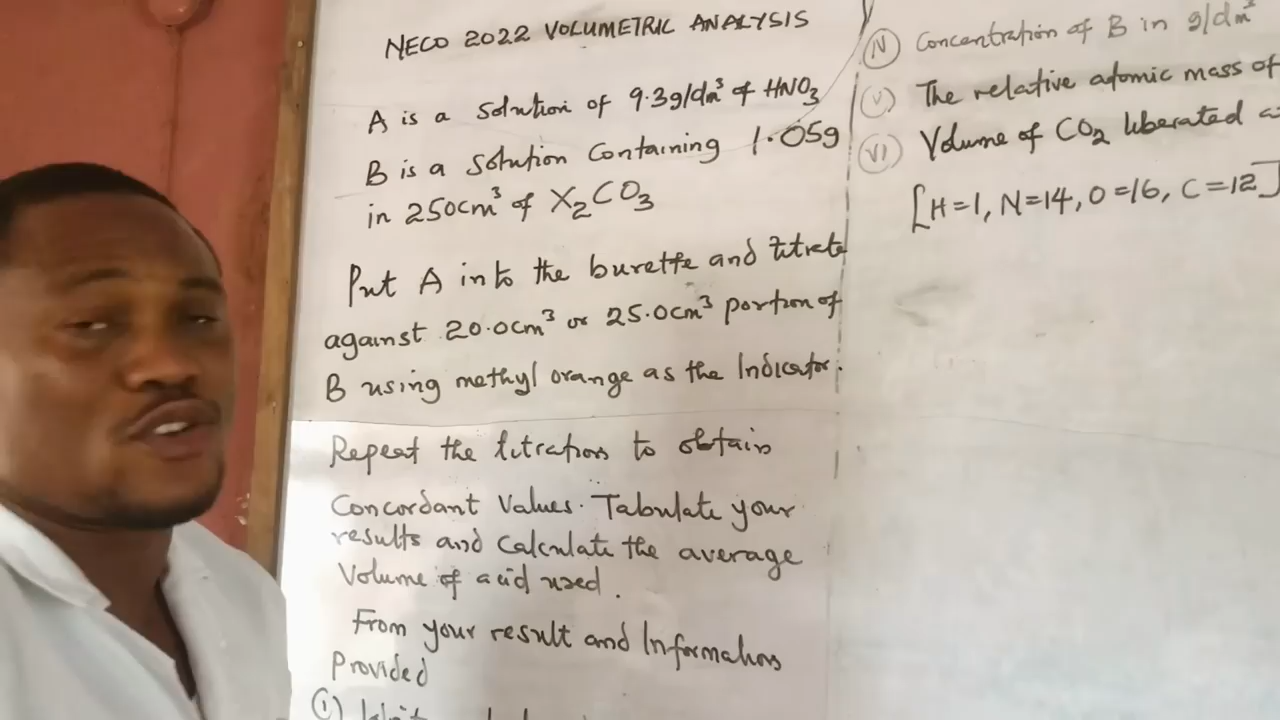 NECO 2022 VOLUMETRIC ANALYSIS
A is a solution of 9.3g/dm³ of HNO₃
B is a solution containing 1.05g
in 250cm³ of X₂CO₃
Put A into the burette and titrate
against 20.0cm³ or 25.0cm³ portion of
B using methyl orange as the Indicator.
Repeat the titrations to obtain
Concordant Values. Tabulate your
results and calculate the average
Volume of acid used.
From your result and Informations
Provided
(i)
(IV) Concentration of B in g/dm³
(V) The relative atomic mass of
(VI) Volume of CO₂ liberated
[H=1, N=14, O=16, C=12]